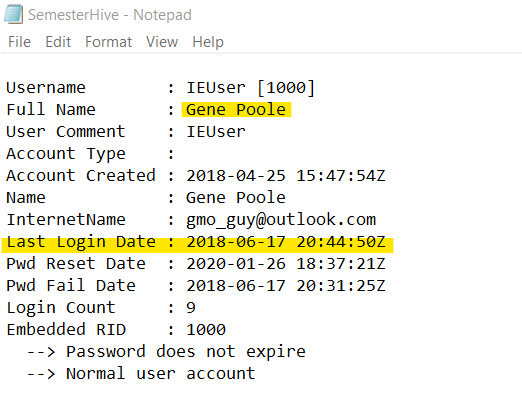 SemesterHive - Notepad
File Edit Format View Help
Username : IEUser [1000]
Full Name : Gene Poole
User Comment : IEUser
Account Type :
Account Created : 2018-04-25 15:47:54Z
Name : Gene Poole
InternetName : gmo_guy@outlook.com
Last Login Date : 2018-06-17 20:44:50Z
Pwd Reset Date : 2020-01-26 18:37:21Z
Pwd Fail Date : 2018-06-17 20:31:25Z
Login Count : 9
Embedded RID : 1000
--> Password does not expire
--> Normal user account